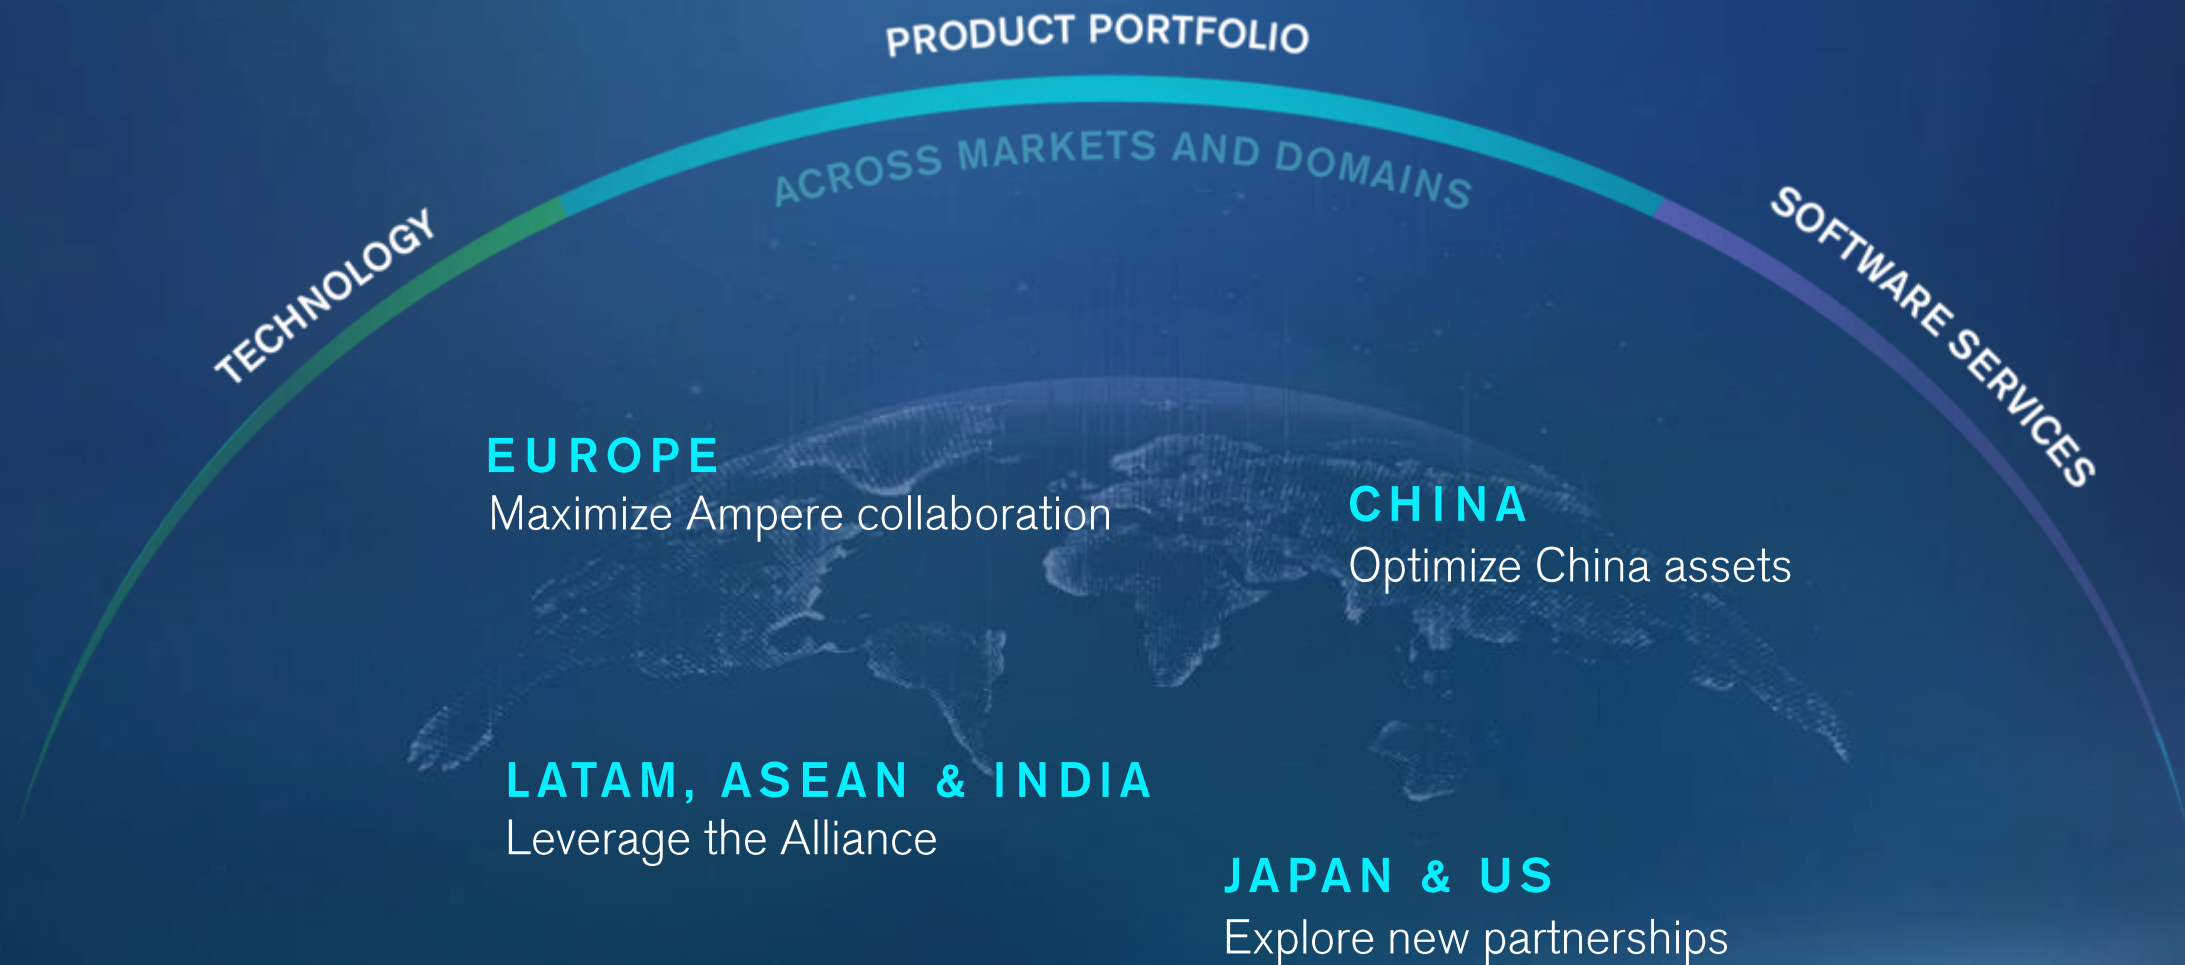 PRODUCT PORTFOLIO
ACROSS MARKETS AND DOMAINS
TECHNOLOGY
SOFTWARE SERVICES
EUROPE
Maximize Ampere collaboration
CHINA
Optimize China assets
LATAM, ASEAN & INDIA
Leverage the Alliance
JAPAN & US
Explore new partnerships